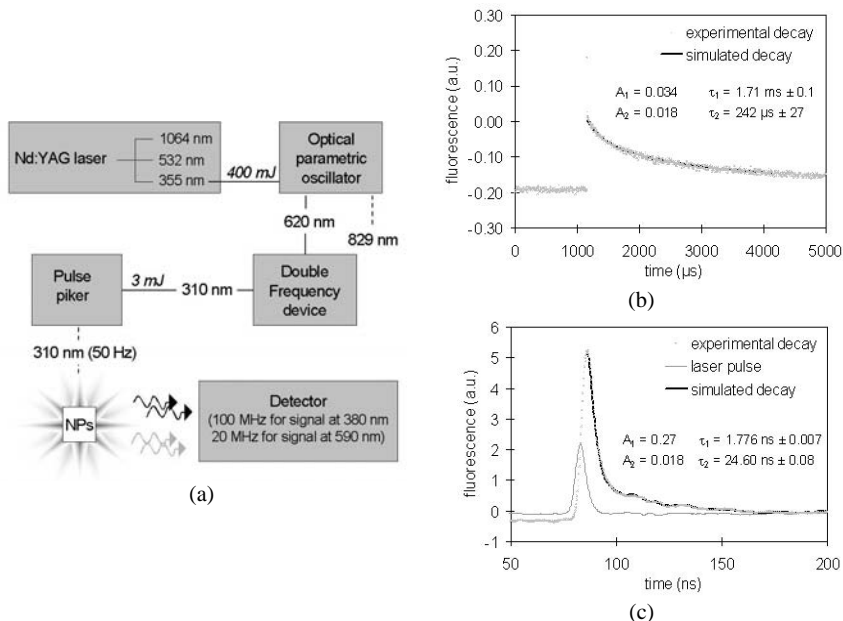 Nd:YAG laser
1064 nm
532 nm
355 nm
400 mJ
Optical
parametric
oscillator
620 nm
829 nm
Pulse
piker
3 mJ
310 nm
Double
Frequency
device
310 nm (50 Hz)
NPs
Detector
(100 MHz for signal at 380 nm
20 MHz for signal at 590 nm)
(a)
fluorescence (a.u.)
0.30
0.20
0.10
0.00
-0.10
-0.20
-0.30
experimental decay
simulated decay
A1 = 0.034 τ1 = 1.71 ms ± 0.1
A2 = 0.018 τ2 = 242 µs ± 27
0 1000 2000 3000 4000 5000
time (µs)
(b)
fluorescence (a.u.)
6
5
4
3
2
1
0
-1
experimental decay
laser pulse
simulated decay
A1 = 0.27 τ1 = 1.776 ns ± 0.007
A2 = 0.018 τ2 = 24.60 ns ± 0.08
50 100 150 200
time (ns)
(c)